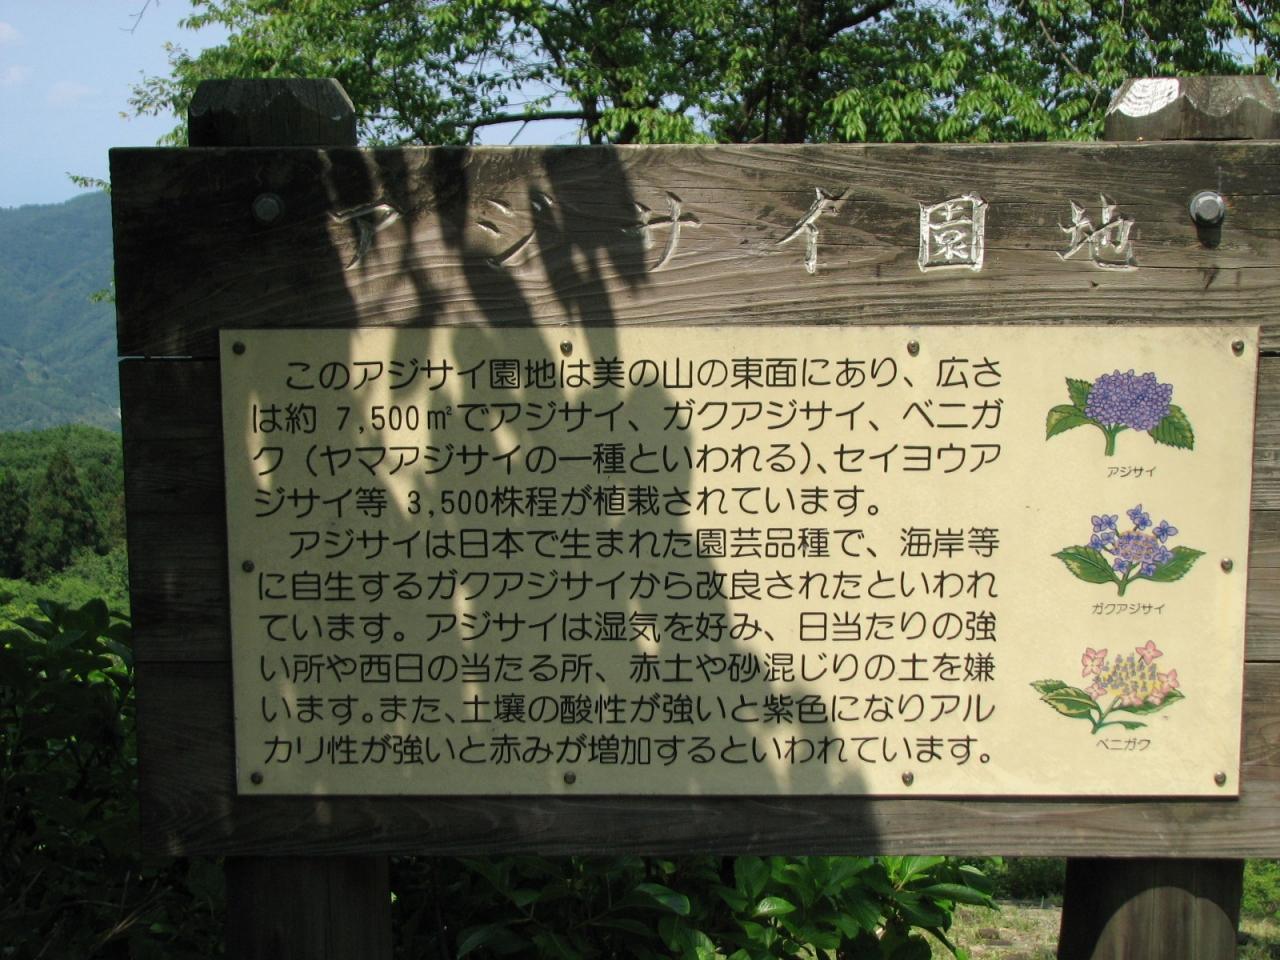 アジサイ園地
このアジサイ園地は美の山の東面にあり、広さ
は約 7,500㎡でアジサイ、ガクアジサイ、ベニガ
ク（ヤマアジサイの一種といわれる）、セイヨウア
ジサイ等 3,500株程が植栽されています。
アジサイは日本で生まれた園芸品種で、海岸等
に自生するガクアジサイから改良されたといわれ
ています。アジサイは湿気を好み、日当たりの強
い所や西日の当たる所、赤土や砂混じりの土を嫌
います。また、土壌の酸性が強いと紫色になりアル
カリ性が強いと赤みが増加するといわれています。
アジサイ
ガクアジサイ
ベニガク